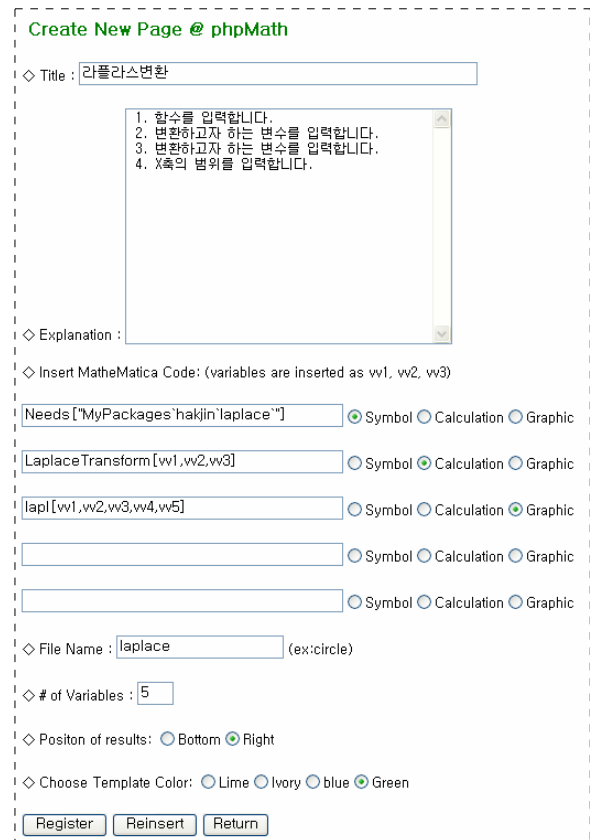 Create New Page @ phpMath
◇ Title : 라플라스변환
1. 함수를 입력합니다.
2. 변환하고자 하는 변수를 입력합니다.
3. 변환하고자 하는 변수를 입력합니다.
4. X축의 범위를 입력합니다.
◇ Explanation :
◇ Insert MatheMatica Code: (variables are inserted as vv1, vv2, vv3)
Needs["MyPackages`hakjin`laplace`"] Symbol Calculation Graphic
LaplaceTransform[vv1,vv2,vv3] Symbol Calculation Graphic
lapl[vv1,vv2,vv3,vv4,vv5] Symbol Calculation Graphic
Symbol Calculation Graphic
Symbol Calculation Graphic
◇ File Name : laplace (ex:circle)
◇ # of Variables : 5
◇ Positon of results: Bottom Right
◇ Choose Template Color: Lime Ivory blue Green
Register Reinsert Return